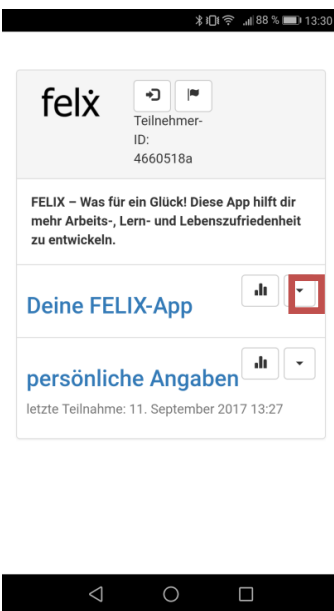 88 % 13:30
felix
Teilnehmer-
ID:
4660518a
FELIX – Was für ein Glück! Diese App hilft dir
mehr Arbeits-, Lern- und Lebenszufriedenheit
zu entwickeln.
Deine FELIX-App
persönliche Angaben
letzte Teilnahme: 11. September 2017 13:27